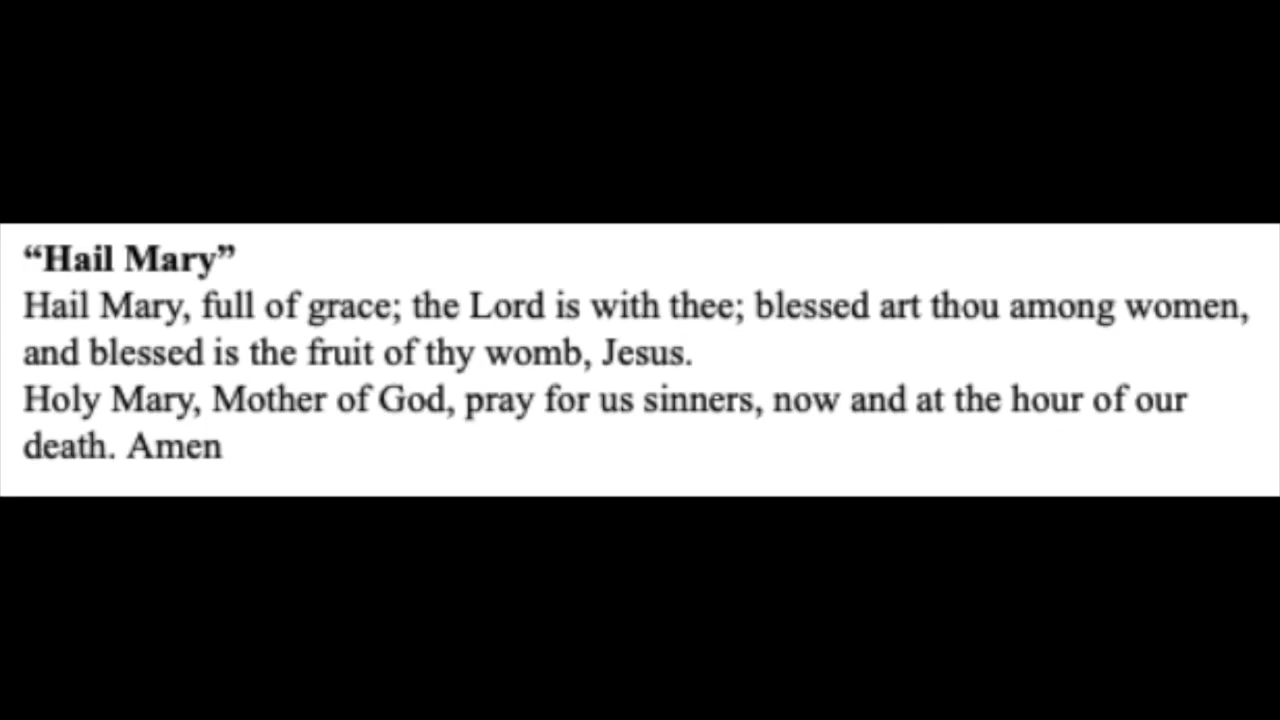 “Hail Mary”
Hail Mary, full of grace; the Lord is with thee; blessed art thou among women,
and blessed is the fruit of thy womb, Jesus.
Holy Mary, Mother of God, pray for us sinners, now and at the hour of our
death. Amen